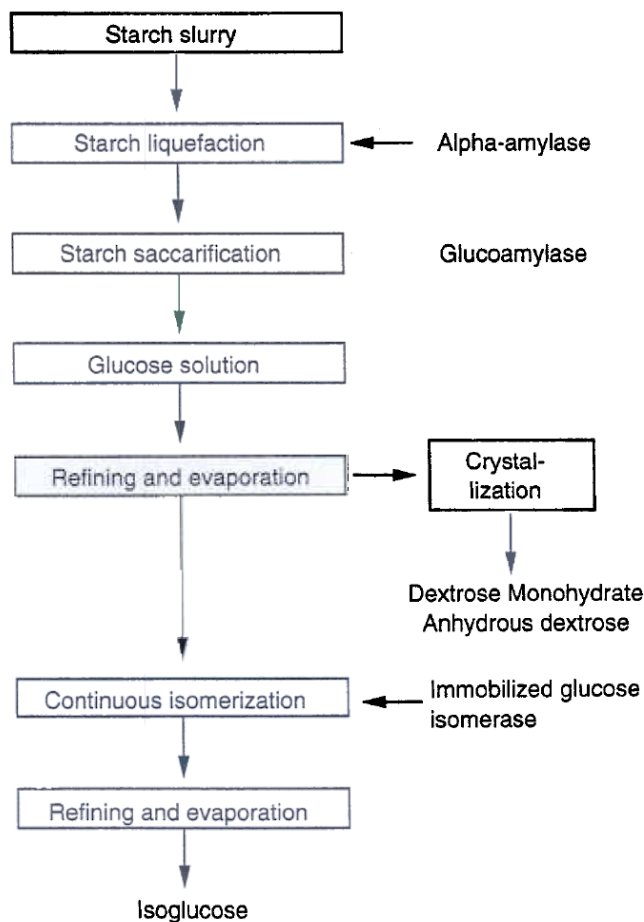 Starch slurry
Starch liquefaction
Alpha-amylase
Starch saccarification
Glucoamylase
Glucose solution
Refining and evaporation
Crystal-
lization
Dextrose Monohydrate
Anhydrous dextrose
Continuous isomerization
Immobilized glucose
isomerase
Refining and evaporation
Isoglucose